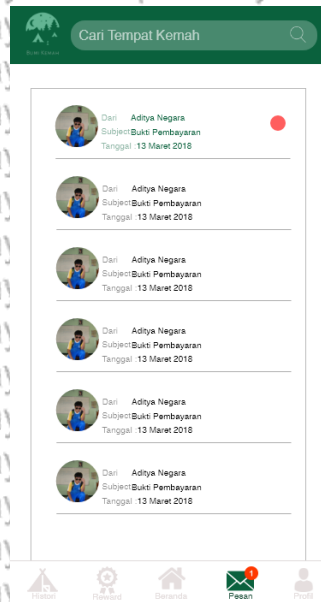 Bukit Kemah
Cari Tempat Kemah
Dari Aditya Negara
Subject Bukti Pembayaran
Tanggal : 13 Maret 2018
Dari Aditya Negara
Subject Bukti Pembayaran
Tanggal : 13 Maret 2018
Dari Aditya Negara
Subject Bukti Pembayaran
Tanggal : 13 Maret 2018
Dari Aditya Negara
Subject Bukti Pembayaran
Tanggal : 13 Maret 2018
Dari Aditya Negara
Subject Bukti Pembayaran
Tanggal : 13 Maret 2018
Dari Aditya Negara
Subject Bukti Pembayaran
Tanggal : 13 Maret 2018
1
Histori Reward Beranda Pesan Profil